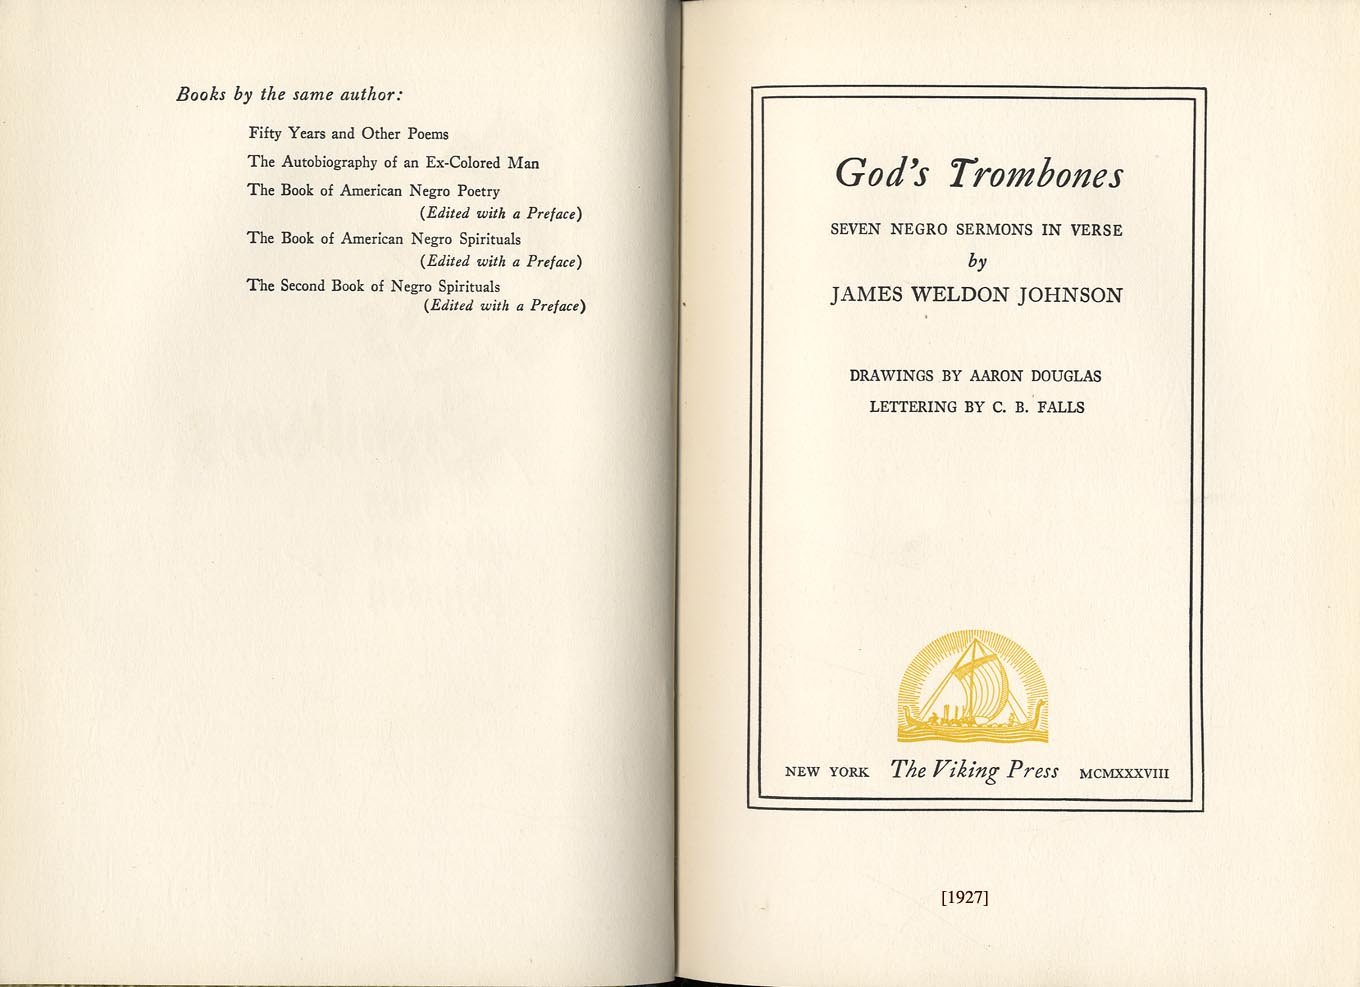 Books by the same author:
Fifty Years and Other Poems
The Autobiography of an Ex-Colored Man
The Book of American Negro Poetry
(Edited with a Preface)
The Book of American Negro Spirituals
(Edited with a Preface)
The Second Book of Negro Spirituals
(Edited with a Preface)
God's Trombones
SEVEN NEGRO SERMONS IN VERSE
by
JAMES WELDON JOHNSON
DRAWINGS BY AARON DOUGLAS
LETTERING BY C. B. FALLS
NEW YORK The Viking Press MCMXXXVIII
[1927]